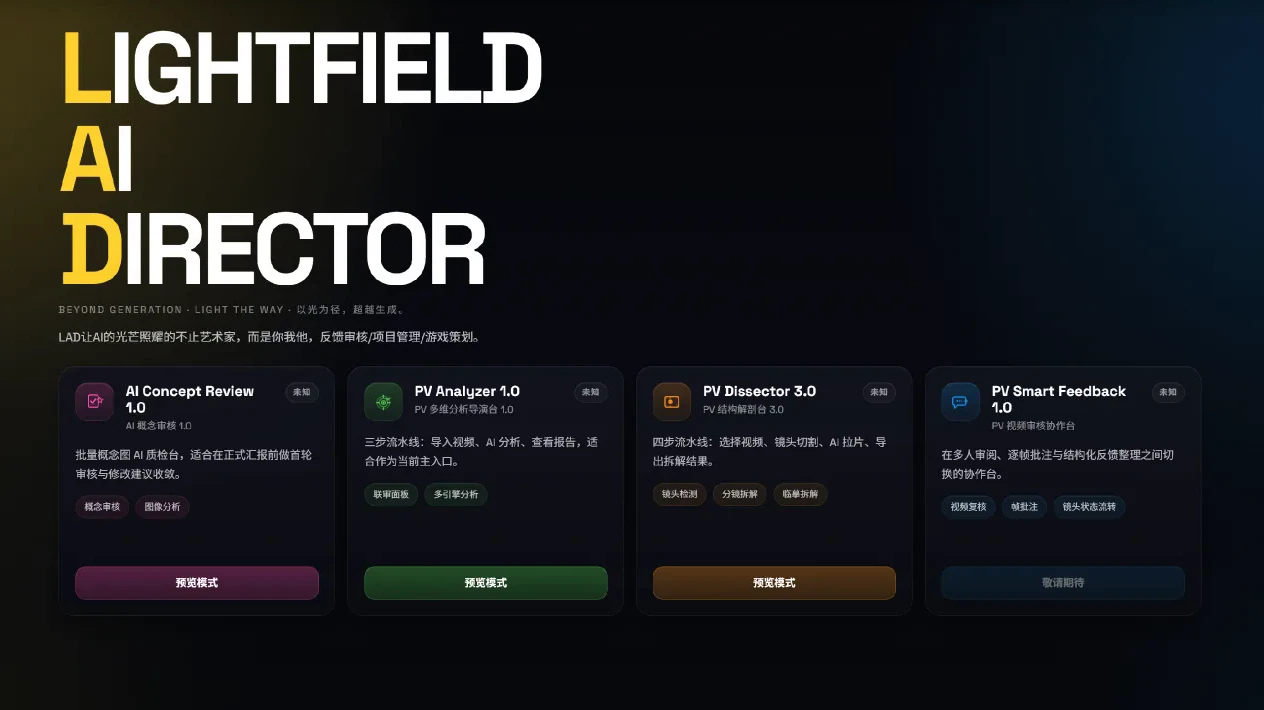 LIGHTFIELD
AI
DIRECTOR
BEYOND GENERATION · LIGHT THE WAY · 以光为径，超越生成。
LAD让AI的光芒照耀的不止艺术家，而是你我他，反馈审核/项目管理/游戏策划。
AI Concept Review
1.0
未知
AI 概念审核 1.0
批量概念图 AI 质检台，适合在正式汇报前做首轮
审核与修改建议收敛。
概念审核
图像分析
预览模式
PV Analyzer 1.0
未知
PV 多维分析导演台 1.0
三步流水线：导入视频、AI 分析、查看报告，适
合作为当前主入口。
联审面板
多引擎分析
预览模式
PV Dissector 3.0
未知
PV 结构解剖台 3.0
四步流水线：选择视频、镜头切割、AI 拉片、导
出拆解结果。
镜头检测
分镜拆解
临摹拆解
预览模式
PV Smart Feedback
1.0
未知
PV 视频审核协作台
在多人审阅、逐帧批注与结构化反馈整理之间切
换的协作台。
视频复核
帧批注
镜头状态流转
敬请期待